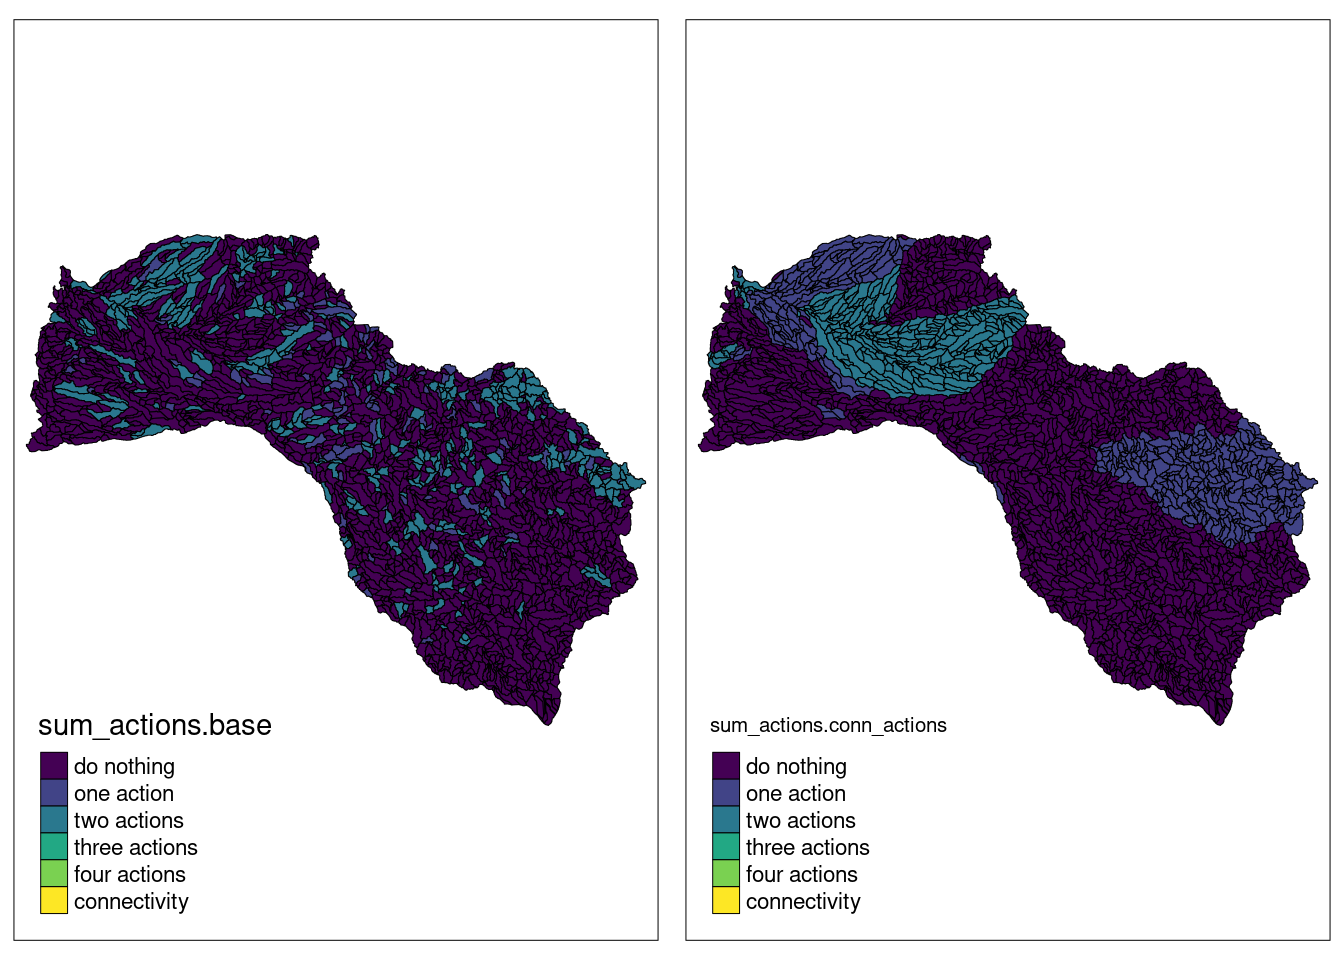 sum_actions.base
do nothing
one action
two actions
three actions
four actions
connectivity
sum_actions.conn_actions
do nothing
one action
two actions
three actions
four actions
connectivity